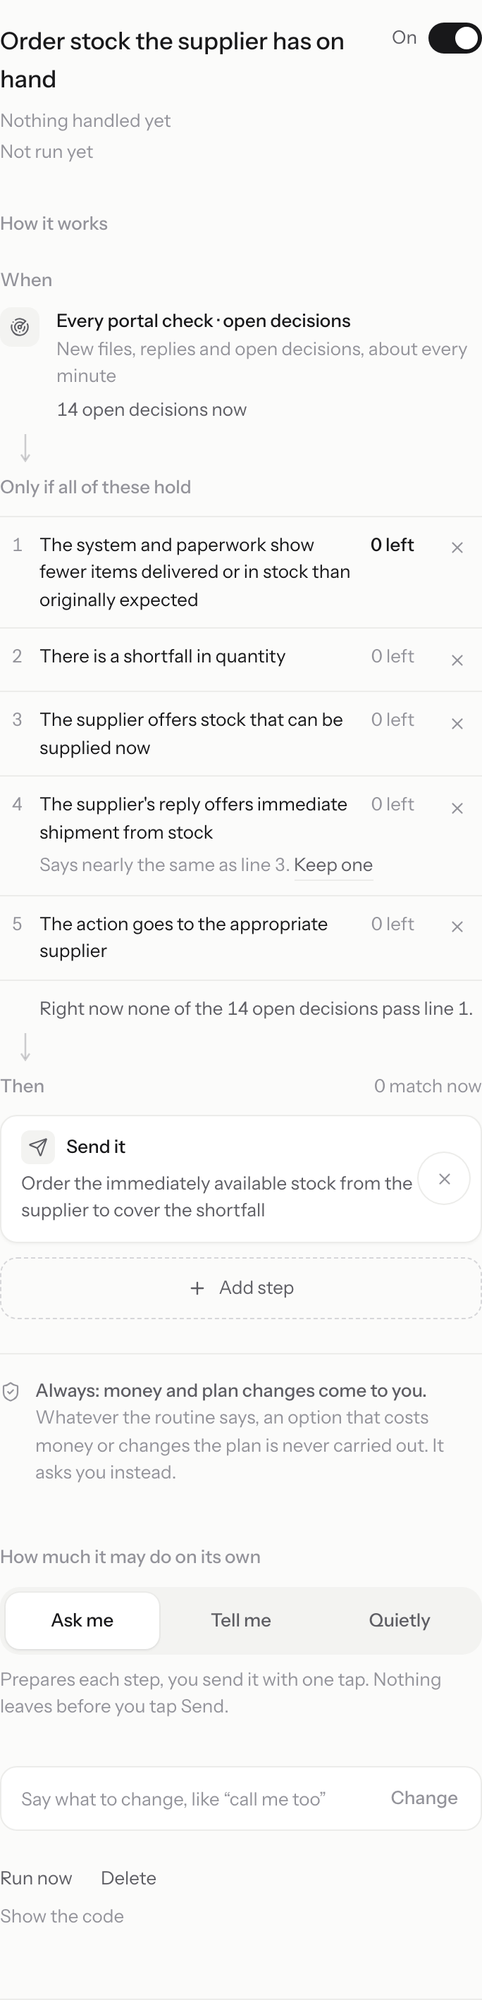 Order stock the supplier has on
hand
On
Nothing handled yet
Not run yet
How it works
When
Every portal check · open decisions
New files, replies and open decisions, about every
minute
14 open decisions now
Only if all of these hold
1 The system and paperwork show 0 left ×
fewer items delivered or in stock than
originally expected
2 There is a shortfall in quantity 0 left ×
3 The supplier offers stock that can be 0 left ×
supplied now
4 The supplier's reply offers immediate 0 left ×
shipment from stock
Says nearly the same as line 3. Keep one
5 The action goes to the appropriate 0 left ×
supplier
Right now none of the 14 open decisions pass line 1.
Then 0 match now
Send it
Order the immediately available stock from the
supplier to cover the shortfall
+ Add step
Always: money and plan changes come to you.
Whatever the routine says, an option that costs
money or changes the plan is never carried out. It
asks you instead.
How much it may do on its own
Ask me Tell me Quietly
Prepares each step, you send it with one tap. Nothing
leaves before you tap Send.
Say what to change, like “call me too” Change
Run now Delete
Show the code